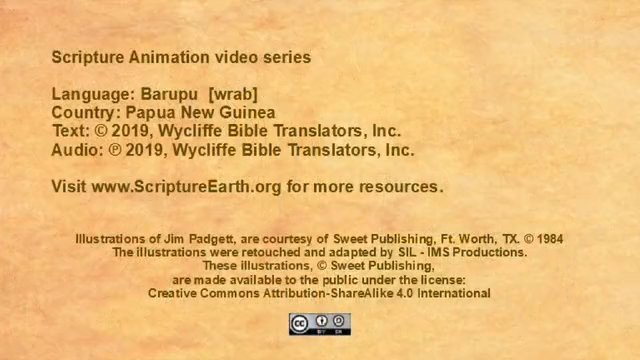 Scripture Animation video series
Language: Barupu [wrab]
Country: Papua New Guinea
Text: © 2019, Wycliffe Bible Translators, Inc.
Audio: ℗ 2019, Wycliffe Bible Translators, Inc.
Visit www.ScriptureEarth.org for more resources.
Illustrations of Jim Padgett, are courtesy of Sweet Publishing, Ft. Worth, TX. © 1984
The illustrations were retouched and adapted by SIL - IMS Productions.
These illustrations, © Sweet Publishing,
are made available to the public under the license:
Creative Commons Attribution-ShareAlike 4.0 International
cc
BY SA